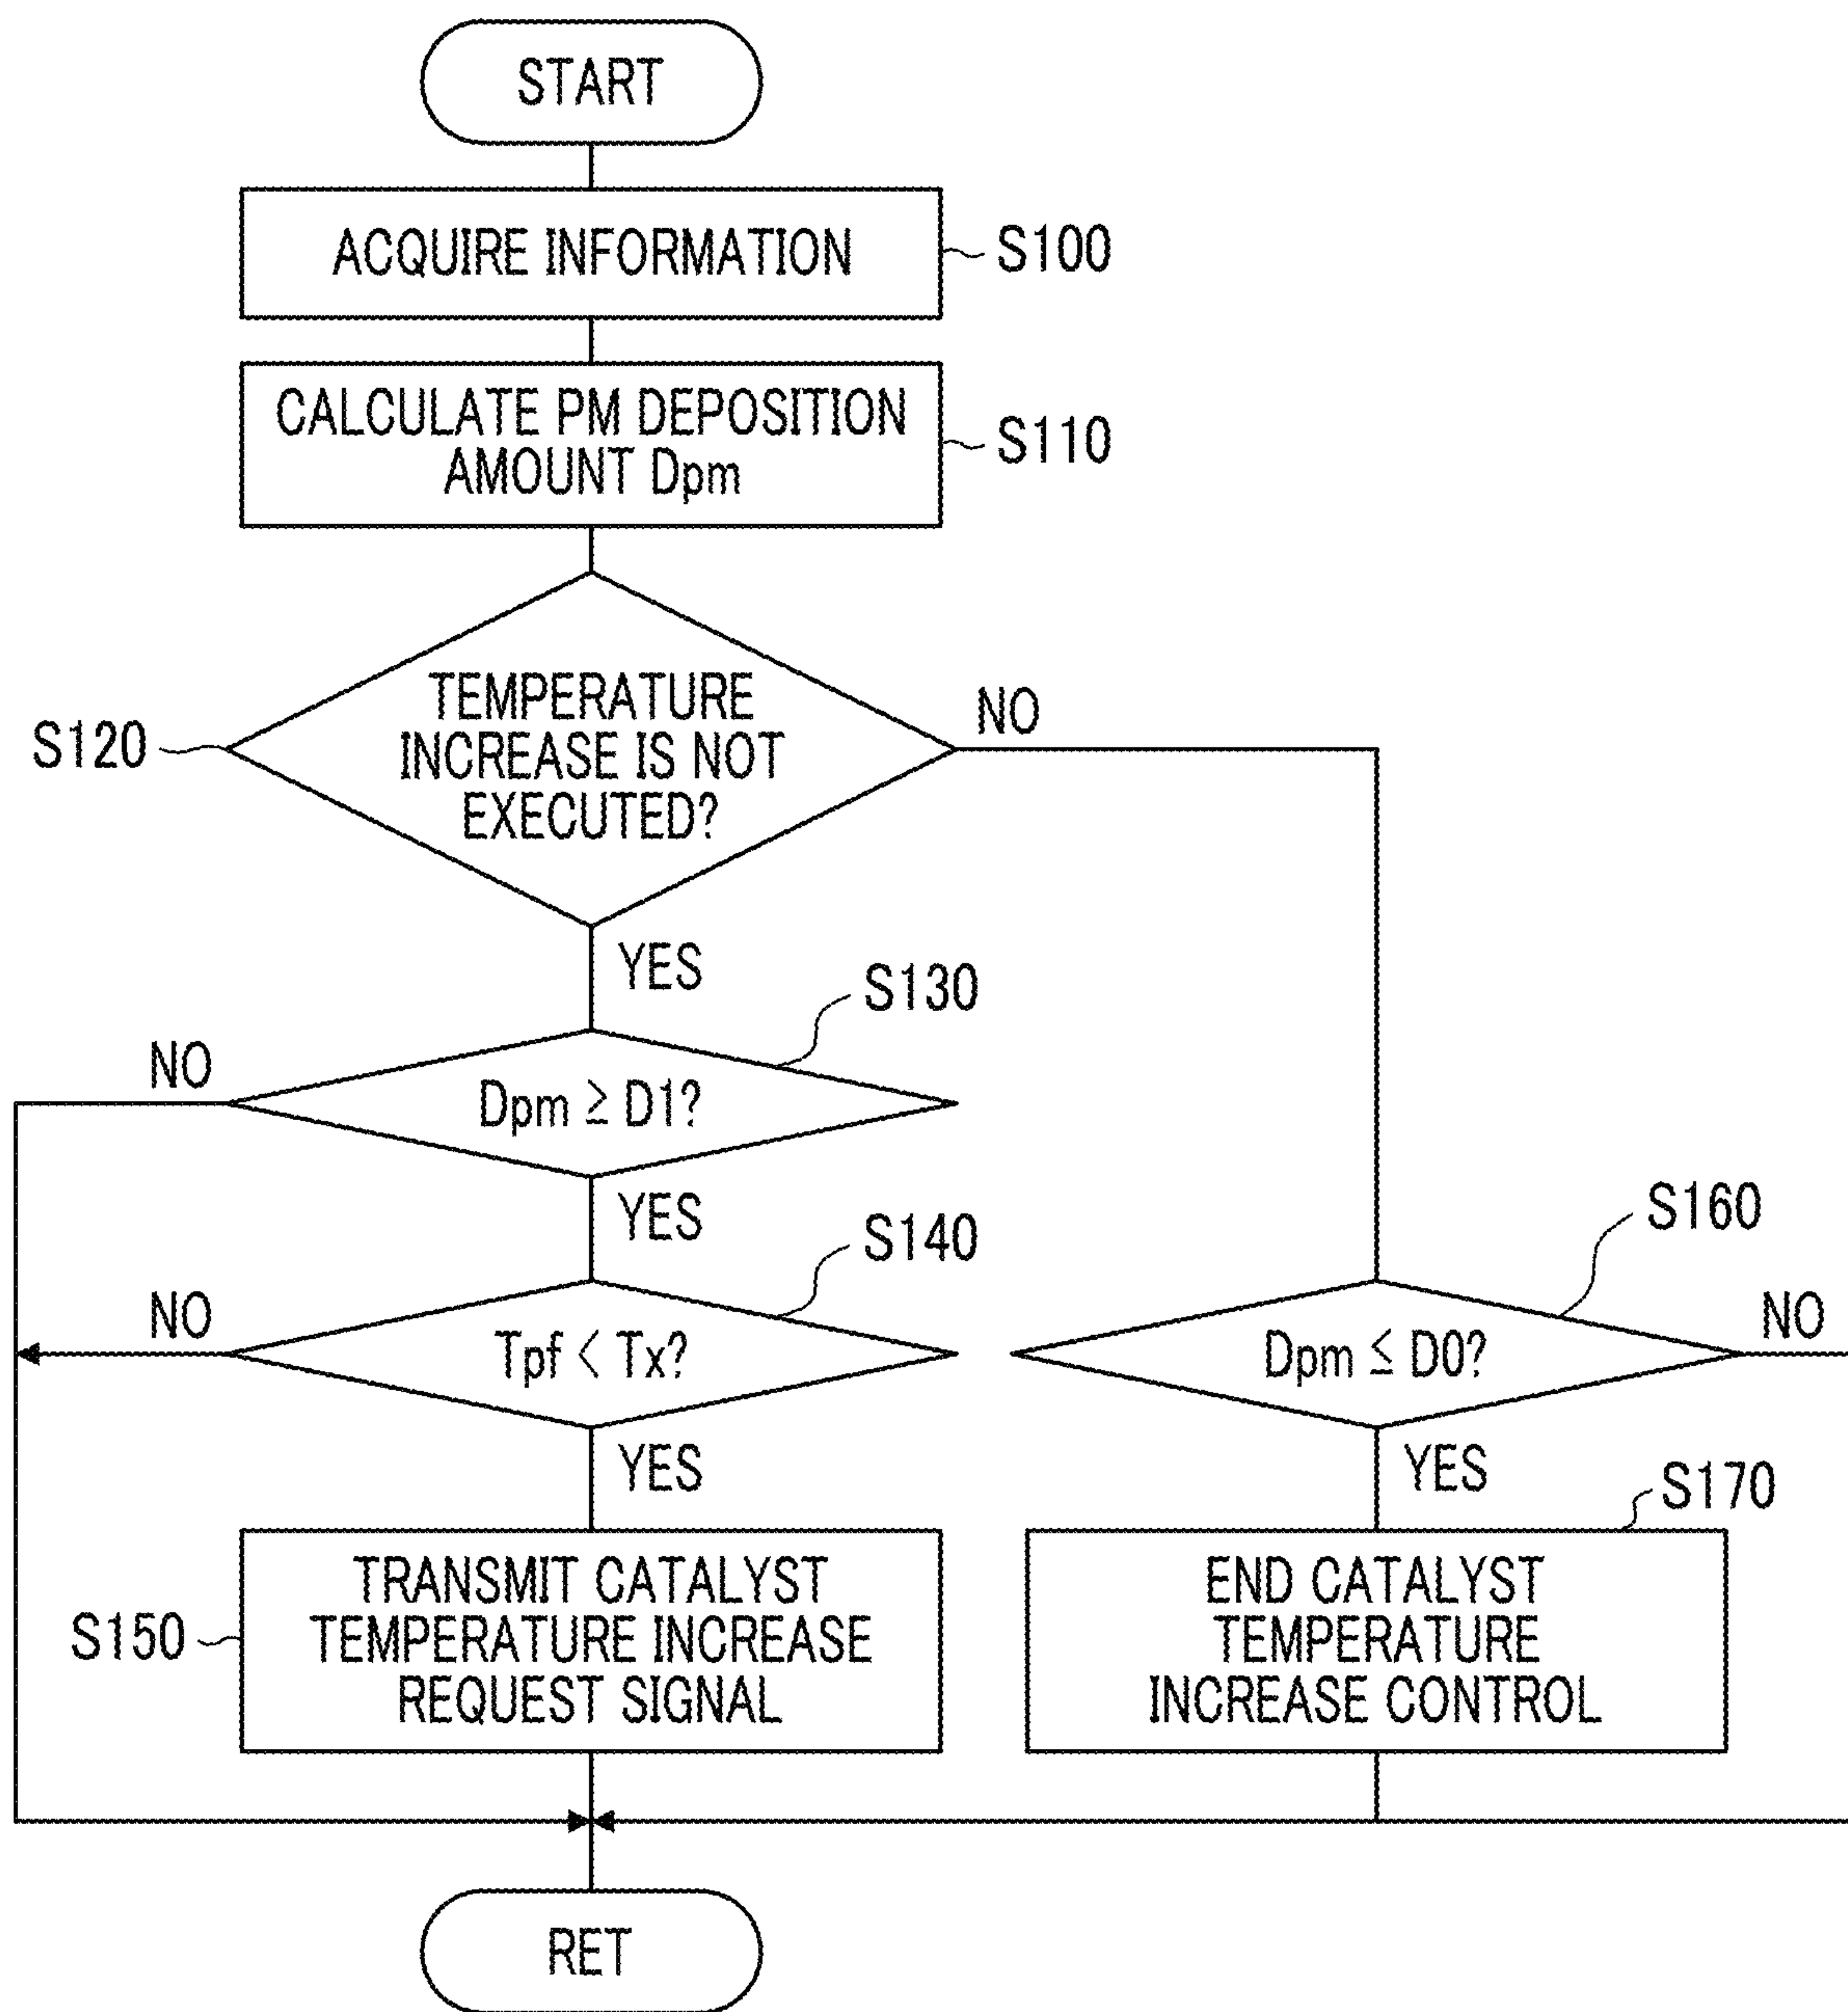 START
ACQUIRE INFORMATION
S100
CALCULATE PM DEPOSITION
AMOUNT Dpm
S110
TEMPERATURE
INCREASE IS NOT
EXECUTED?
S120
NO
YES
S130
NO
Dpm ≥ D1?
YES
S140
NO
Tpf < Tx?
S160
NO
Dpm ≤ D0?
YES
YES
S170
TRANSMIT CATALYST
TEMPERATURE INCREASE
REQUEST SIGNAL
S150
END CATALYST
TEMPERATURE
INCREASE CONTROL
RET